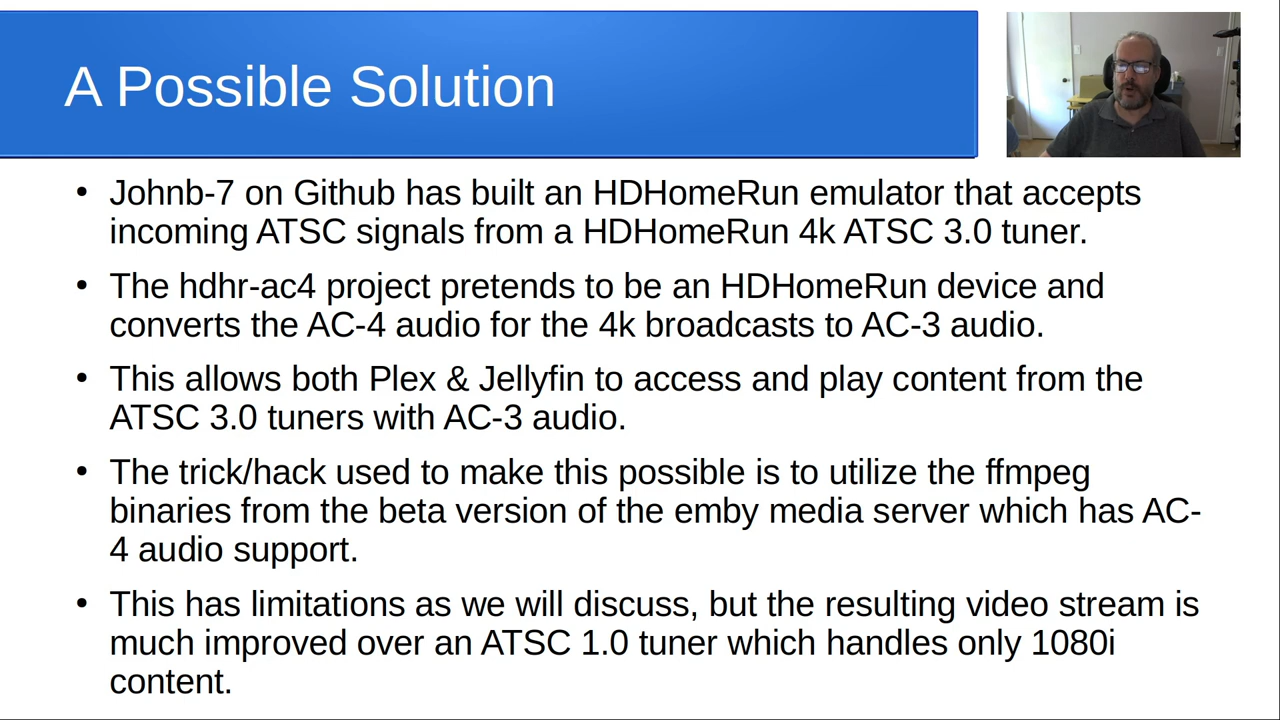 A Possible Solution
• Johnb-7 on Github has built an HDHomeRun emulator that accepts
incoming ATSC signals from a HDHomeRun 4k ATSC 3.0 tuner.
• The hdhr-ac4 project pretends to be an HDHomeRun device and
converts the AC-4 audio for the 4k broadcasts to AC-3 audio.
• This allows both Plex & Jellyfin to access and play content from the
ATSC 3.0 tuners with AC-3 audio.
• The trick/hack used to make this possible is to utilize the ffmpeg
binaries from the beta version of the emby media server which has AC-
4 audio support.
• This has limitations as we will discuss, but the resulting video stream is
much improved over an ATSC 1.0 tuner which handles only 1080i
content.